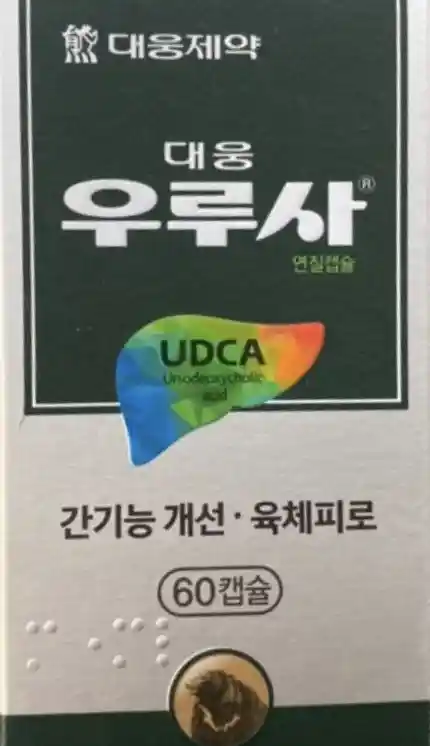 대웅제약
대웅
우루사®
연질캡슐
UDCA
Ursodeoxycholic
acid
간기능 개선 · 육체피로
60캡슐